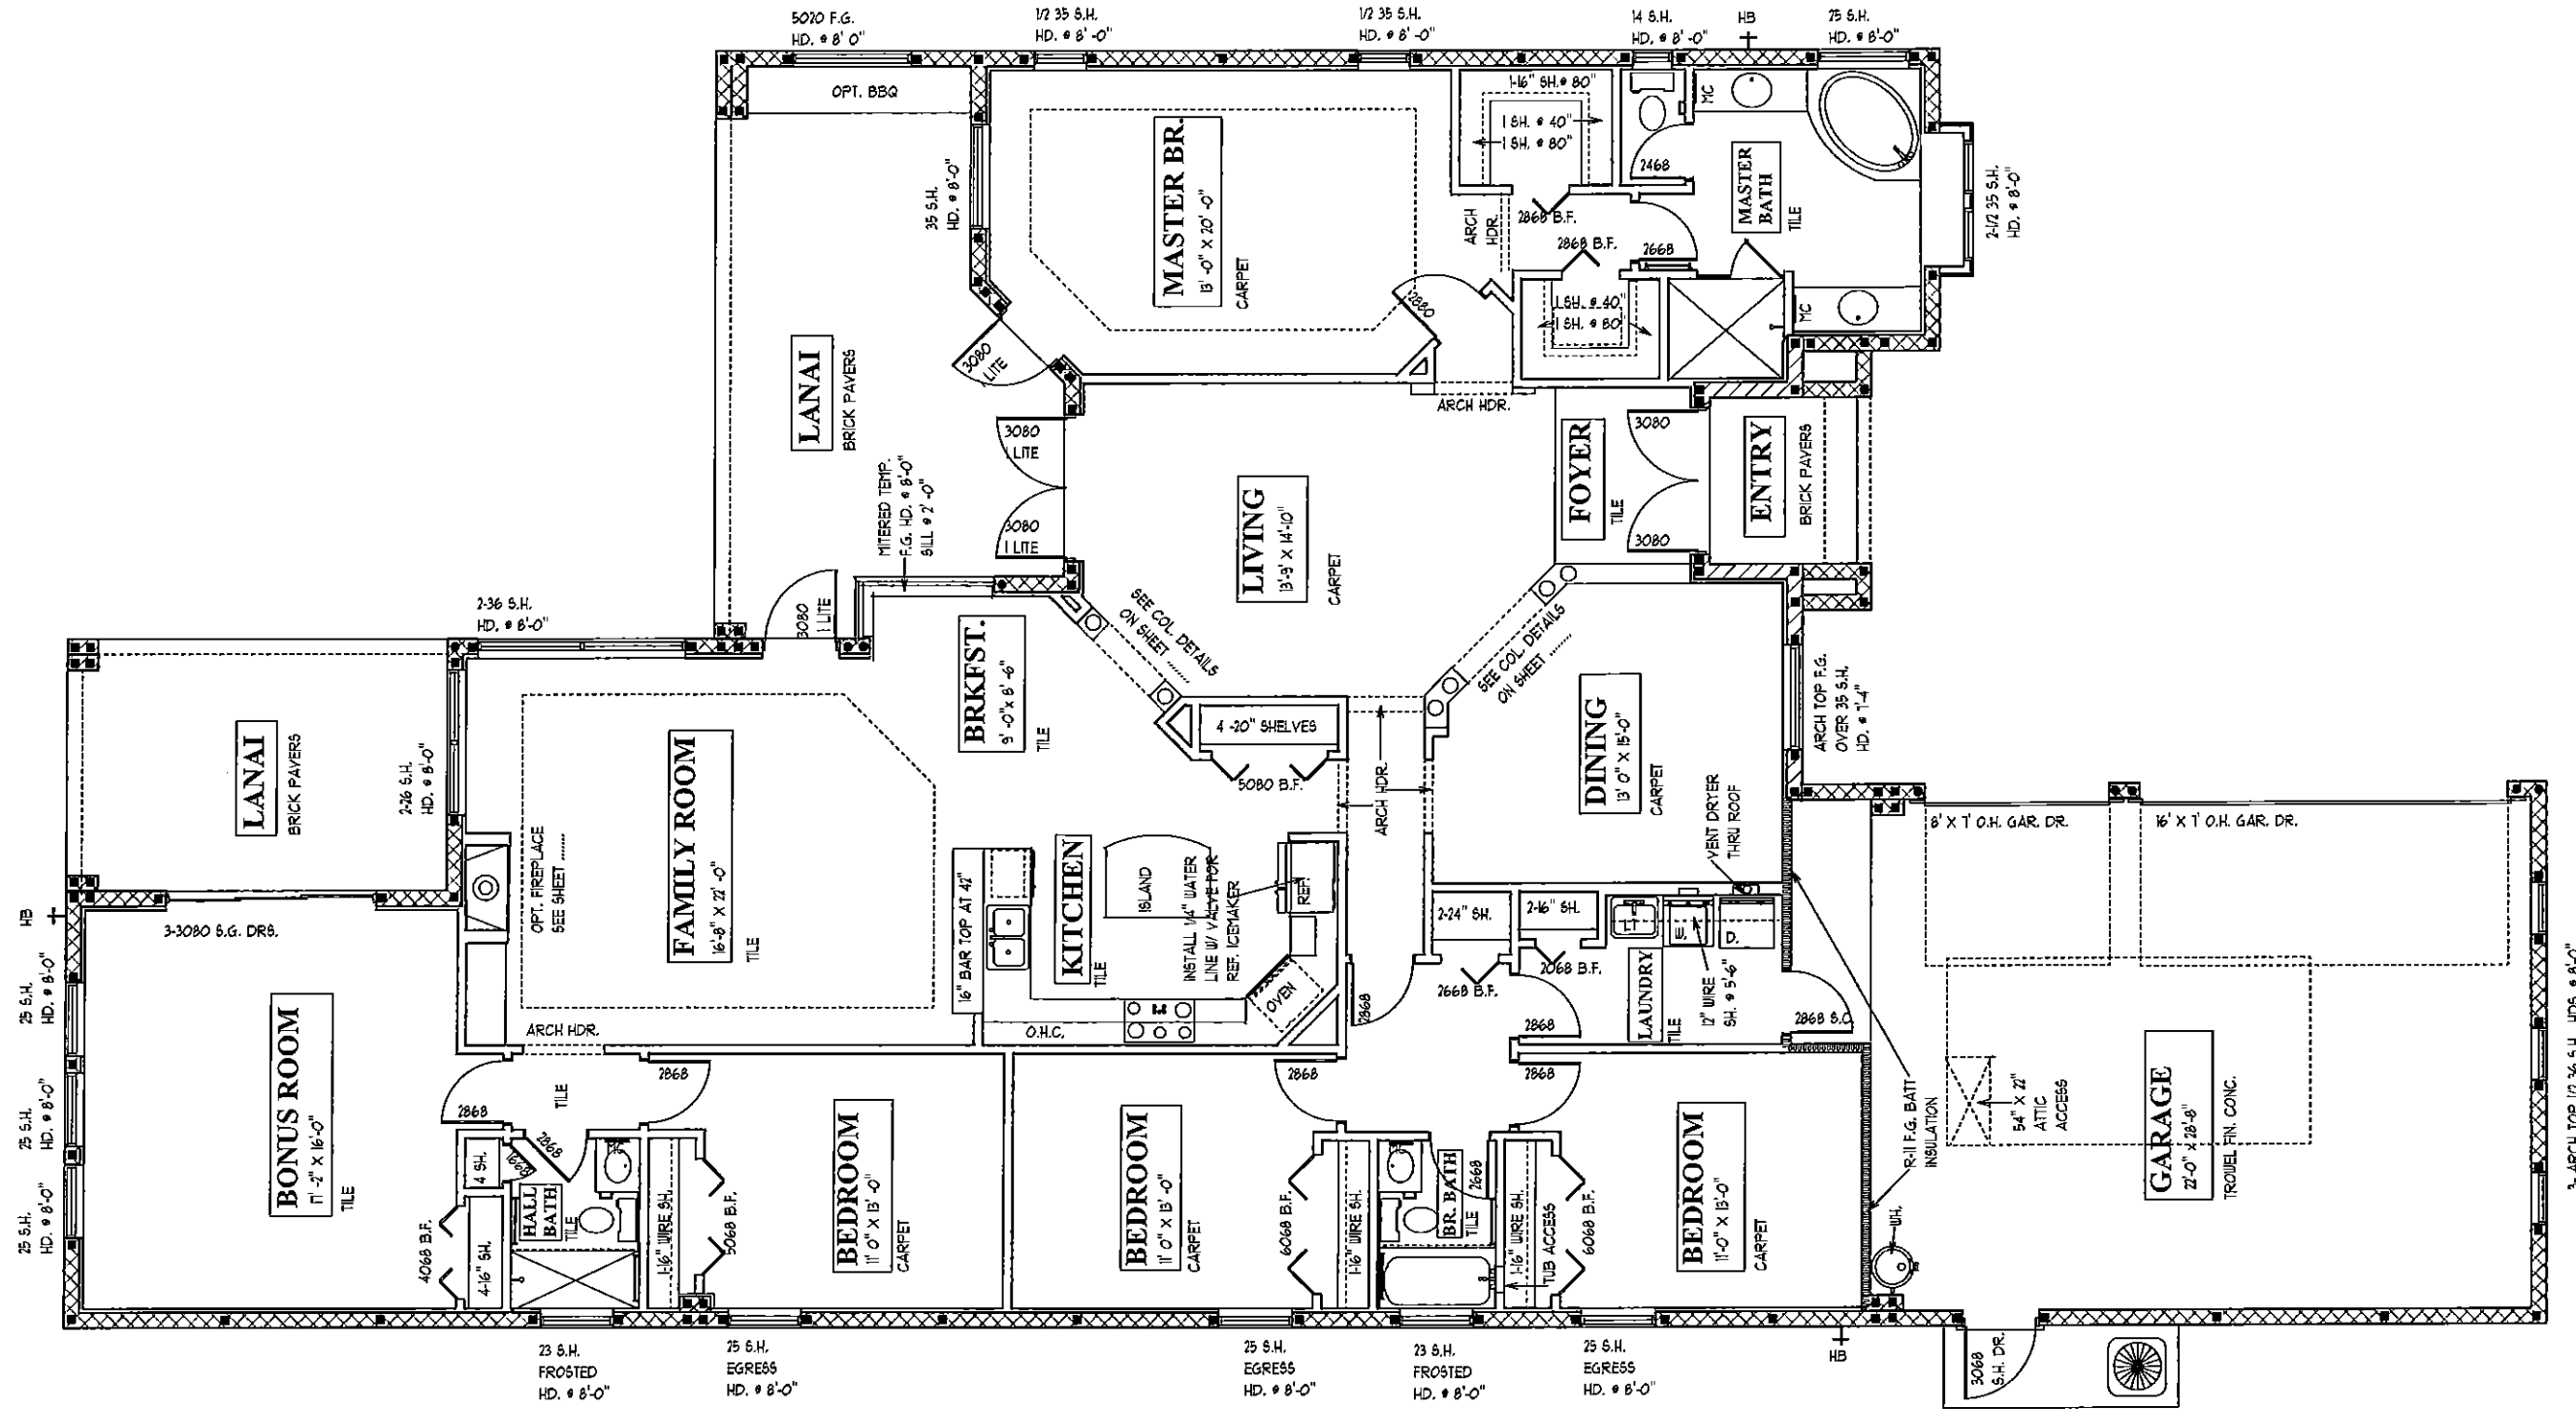 5020 F.G.
HD. @ 8' 0"
1/2 35 S.H.
HD. @ 8'-0"
1/2 35 S.H.
HD. @ 8'-0"
14 S.H.
HD. @ 8'-0"
HB
25 S.H.
HD. @ 8'-0"
OPT. BBQ
35 S.H.
HD. @ 8'-0"
MASTER BR.
13'-0" X 20'-0"
CARPET
1-16" SH. @ 80"
1 SH. @ 40"
1 SH. @ 80"
2868 B.F.
ARCH
HDR.
2868 B.F.
1 SH. @ 40"
1 SH. @ 80"
2468
2668
MC
MASTER
BATH
TILE
MC
2-1/2 35 S.H.
HD. @ 8'-0"
2880
ARCH HDR.
LANAI
BRICK PAVERS
3080
1 LITE
3080
1 LITE
3080
1 LITE
3080
1 LITE
MITERED TEMP.
F.G. HD. @ 8'-0"
SILL @ 2'-0"
LIVING
13'-9" X 14'-10"
CARPET
FOYER
TILE
3080
3080
ENTRY
BRICK PAVERS
SEE COL. DETAILS
ON SHEET .......
SEE COL. DETAILS
ON SHEET .......
2-36 S.H.
HD. @ 8'-0"
LANAI
BRICK PAVERS
2-26 S.H.
HD. @ 8'-0"
FAMILY ROOM
16'-8" X 22'-0"
TILE
OPT. FIREPLACE
SEE SHEET .......
BRKFST.
9'-0" x 8'-6"
TILE
4 -20" SHELVES
5080 B.F.
ARCH HDR.
DINING
13' 0" X 15'-0"
CARPET
ARCH TOP F.G.
OVER 35 S.H.
HD. @ 7'-4"
VENT DRYER
THRU ROOF
16" BAR TOP AT 42"
KITCHEN
TILE
ISLAND
INSTALL 1/4" WATER
LINE W/ VALVE FOR
REF. ICEMAKER
REF.
OVEN
O.H.C.
ARCH HDR.
2-24" SH.
2-16" SH.
2668 B.F.
2068 B.F.
2868
2868
LT
D.
LAUNDRY
TILE
12" WIRE
SH. @ 5'-6"
2868 S.C.
8' X 7' O.H. GAR. DR.
16' X 7' O.H. GAR. DR.
HB
3-3080 S.G. DRS.
25 S.H.
HD. @ 8'-0"
25 S.H.
HD. @ 8'-0"
25 S.H.
HD. @ 8'-0"
BONUS ROOM
TILE
2868
TILE
2868
2868
1668
4 SH.
4-16" SH.
4068 B.F.
HALL
BATH
TILE
1-16" WIRE SH.
5068 B.F.
BEDROOM
11' 0" X 13'-0"
CARPET
BEDROOM
11' 0" X 13'-0"
CARPET
2868
6068 B.F.
1-16" WIRE SH.
BR. BATH
TILE
2668
1-16" WIRE SH.
TUB ACCESS
6068 B.F.
2868
BEDROOM
11'-0" X 13'-0"
CARPET
R-11 F.G. BATT
INSULATION
54" X 22"
ATTIC
ACCESS
GARAGE
22'-0" x 28'-8"
TROWEL FIN. CONC.
WH.
3-ARCH TOP 1/2 36 S.H. HDS. @ 8'-0"
23 S.H.
FROSTED
HD. @ 8'-0"
25 S.H.
EGRESS
HD. @ 8'-0"
25 S.H.
EGRESS
HD. @ 8'-0"
23 S.H.
FROSTED
HD. @ 8'-0"
25 S.H.
EGRESS
HD. @ 8'-0"
HB
3068
S.H. DR.